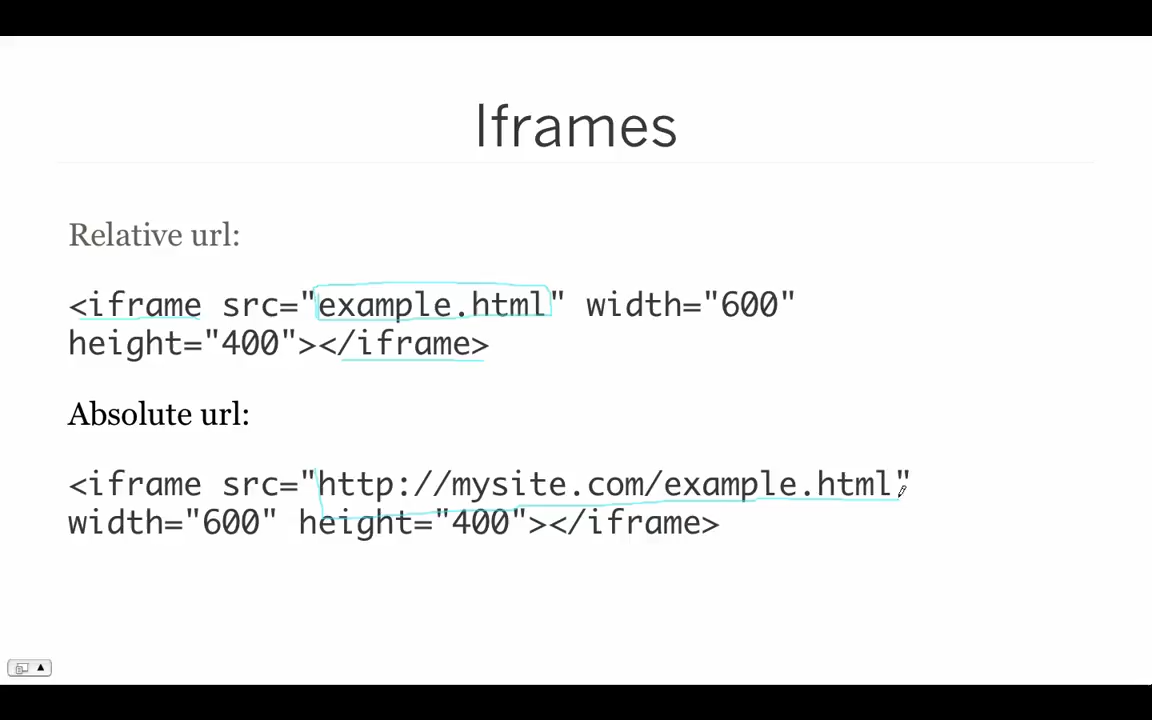 Iframes
Relative url:
<iframe src="example.html" width="600"
height="400"></iframe>
Absolute url:
<iframe src="http://mysite.com/example.html"
width="600" height="400"></iframe>